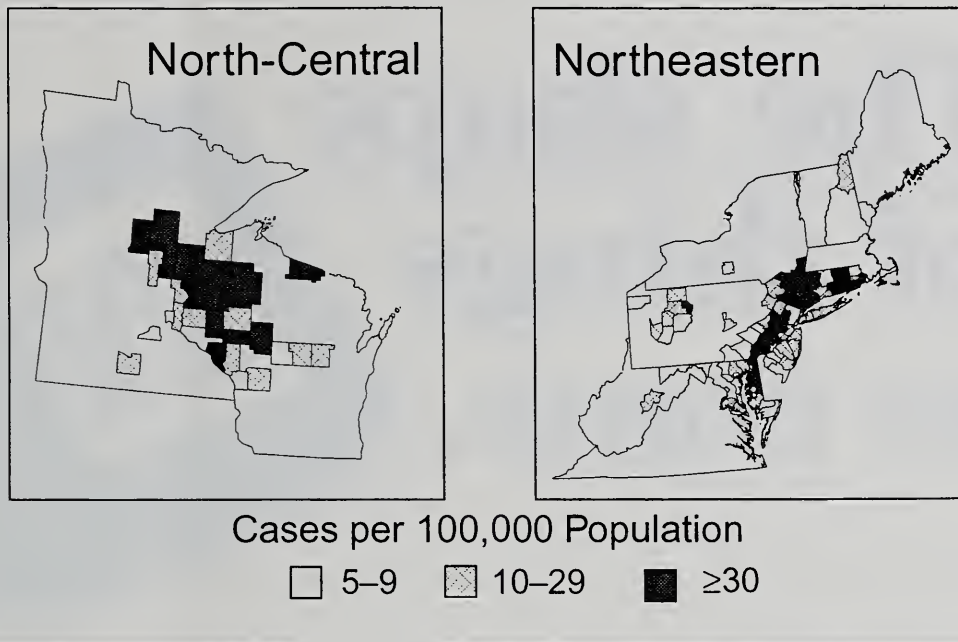 North-Central
Northeastern
Cases per 100,000 Population
5–9
10–29
≥30